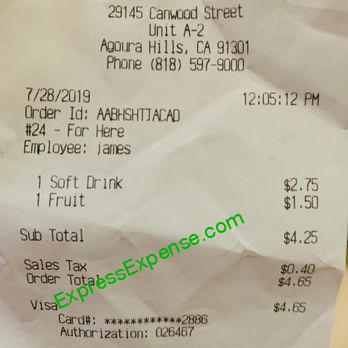 29145 Canwood Street
Unit A-2
Agoura Hills, CA 91301
Phone (818) 597-9000
7/28/2019 12:05:12 PM
Order Id: AABHSHTJACAD
#24 - For Here
Employee: james
1 Soft Drink $2.75
1 Fruit $1.50
Sub Total $4.25
Sales Tax $0.40
Order Total $4.65
Visa $4.65
Card#: ************2886
Authorization: 026467
ExpressExpense.com